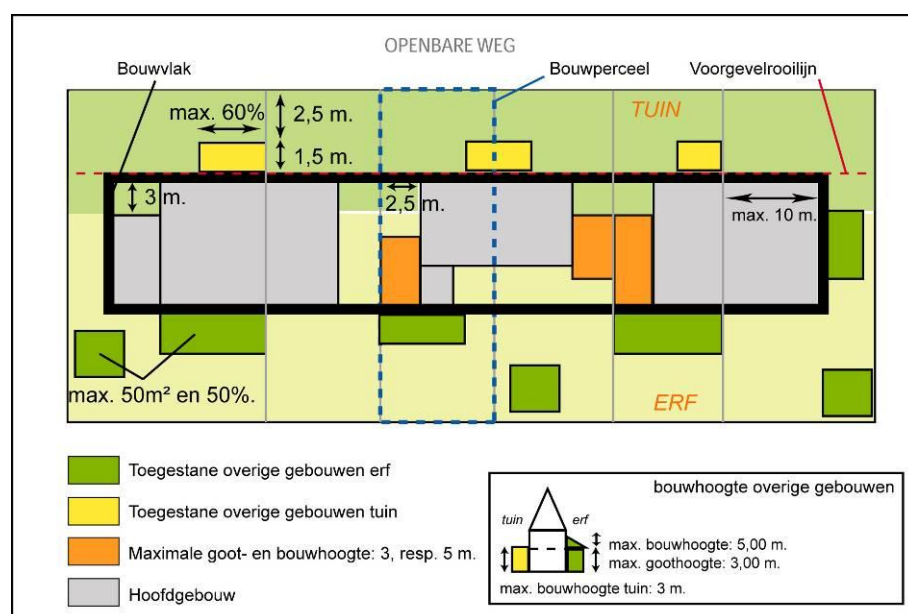 OPENBARE WEG
Bouwvlak
Bouwperceel
Voorgevelrooilijn
max. 60%
2,5 m.
TUIN
1,5 m.
3 m.
2,5 m.
max. 10 m.
max. 50m² en 50%.
ERF
Toegestane overige gebouwen erf
Toegestane overige gebouwen tuin
Maximale goot- en bouwhoogte: 3, resp. 5 m.
Hoofdgebouw
bouwhoogte overige gebouwen
tuin
erf
max. bouwhoogte: 5,00 m.
max. goothoogte: 3,00 m.
max. bouwhoogte tuin: 3 m.